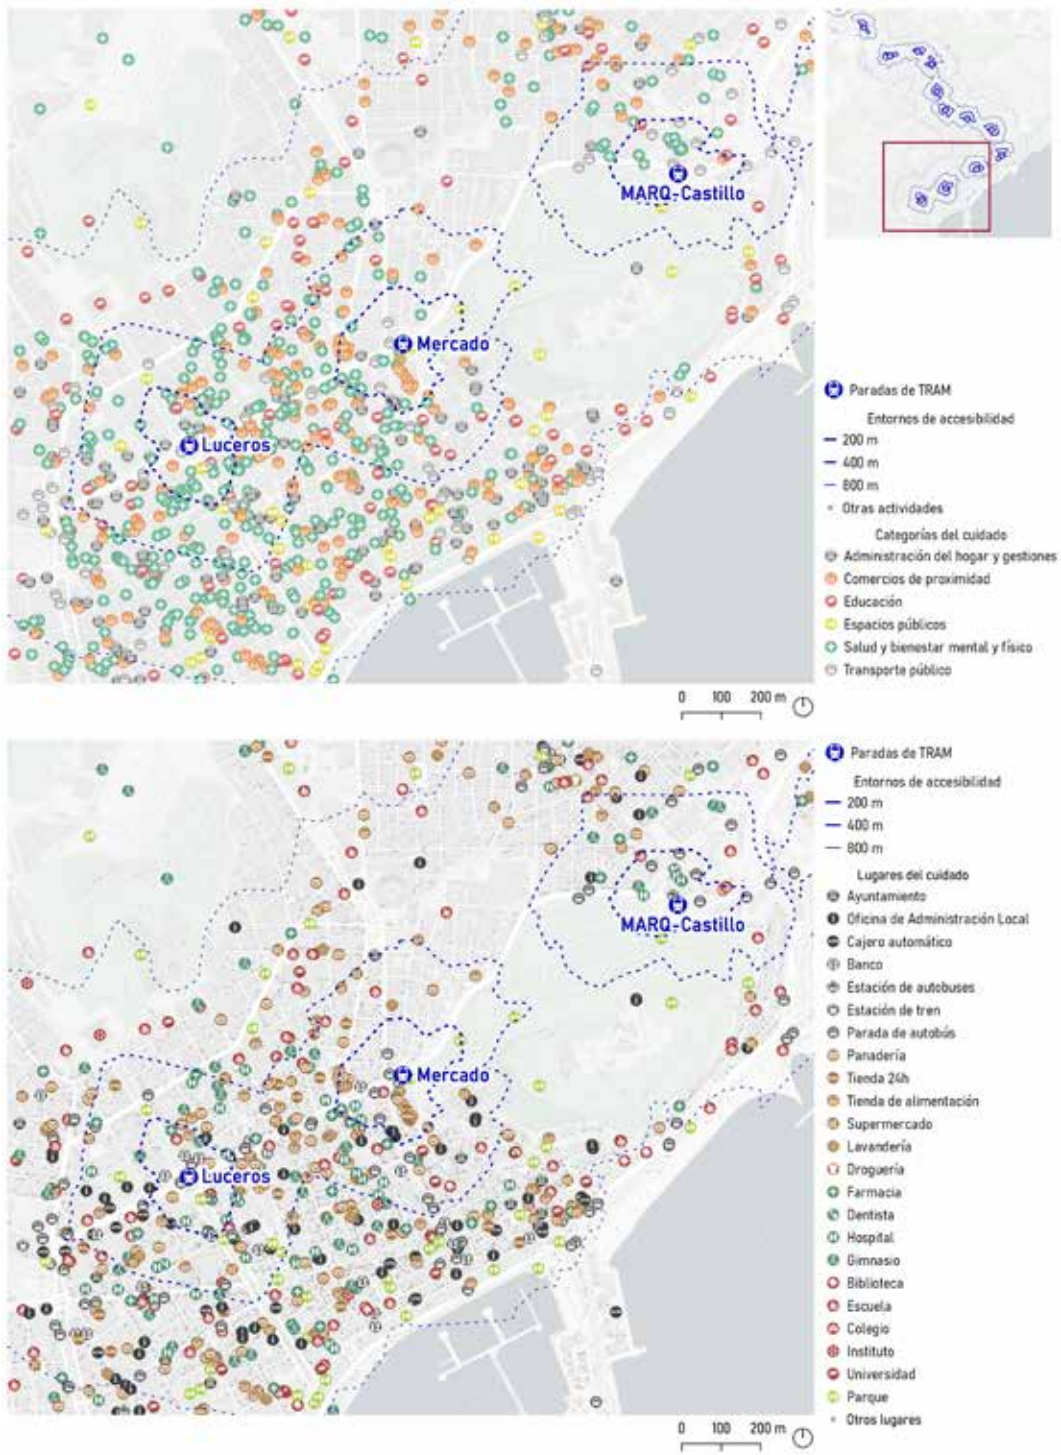 MARQ-Castillo
Mercado
Luceros
Paradas de TRAM
Entornos de accesibilidad
200 m
400 m
800 m
Otras actividades
Categorías del cuidado
Administración del hogar y gestiones
Comercios de proximidad
Educación
Espacios públicos
Salud y bienestar mental y físico
Transporte público
0 100 200 m
MARQ-Castillo
Mercado
Luceros
Paradas de TRAM
Entornos de accesibilidad
200 m
400 m
800 m
Lugares del cuidado
Ayuntamiento
Oficina de Administración Local
Cajero automático
Banco
Estación de autobuses
Estación de tren
Parada de autobús
Panadería
Tienda 24h
Tienda de alimentación
Supermercado
Lavandería
Droguería
Farmacia
Dentista
Hospital
Gimnasio
Biblioteca
Escuela
Colegio
Instituto
Universidad
Parque
Otros lugares
0 100 200 m